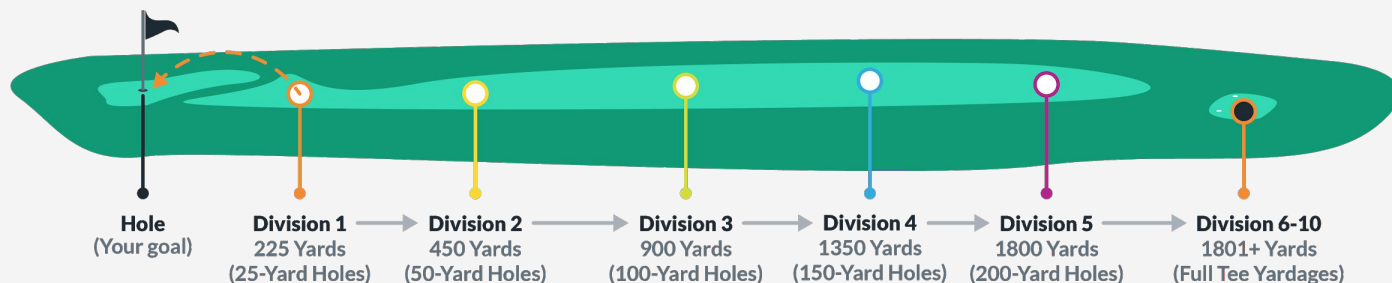 Hole
(Your goal)
Division 1
225 Yards
(25-Yard Holes)
Division 2
450 Yards
(50-Yard Holes)
Division 3
900 Yards
(100-Yard Holes)
Division 4
1350 Yards
(150-Yard Holes)
Division 5
1800 Yards
(200-Yard Holes)
Division 6-10
1801+ Yards
(Full Tee Yardages)